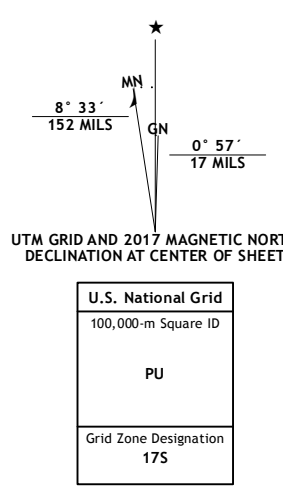 ★
MN
8° 33´
152 MILS
GN
0° 57´
17 MILS
UTM GRID AND 2017 MAGNETIC NORT
DECLINATION AT CENTER OF SHEET
U.S. National Grid
100,000-m Square ID
PU
Grid Zone Designation
17S